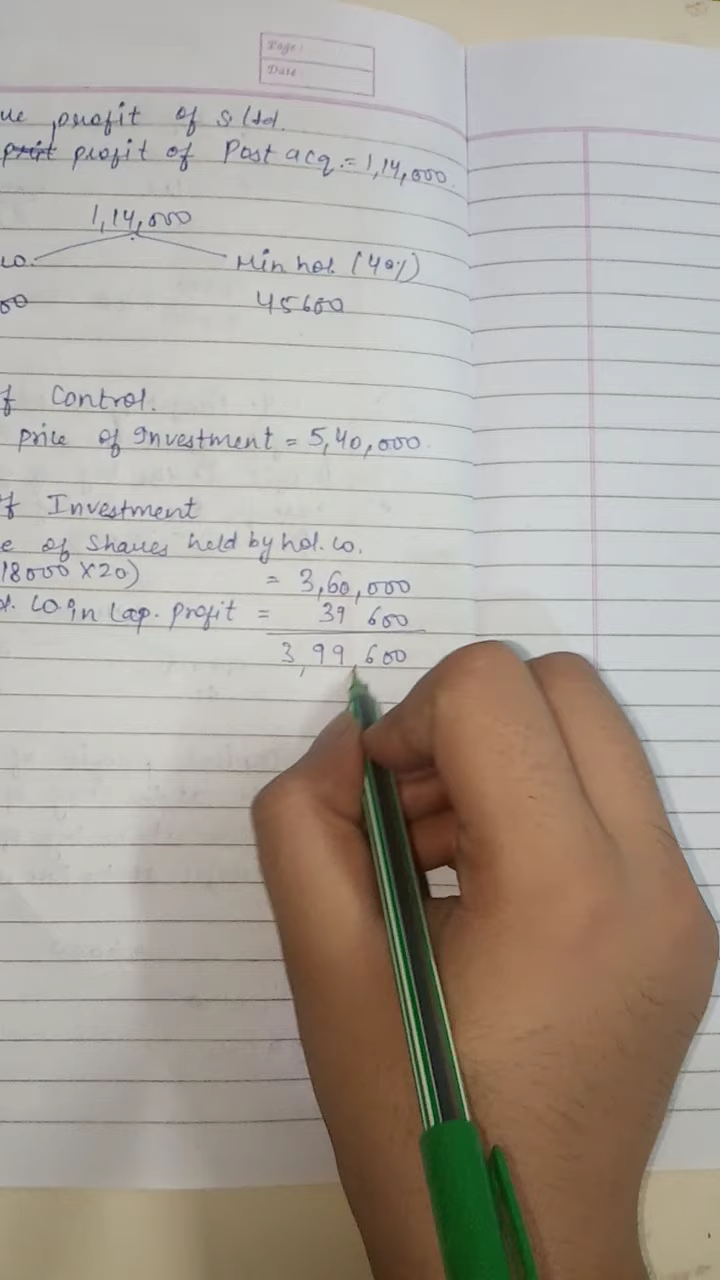 Page:
Date:
ue profit of S. Ltd.
profit of Post acq. = 1,14,000.
1,14,000
co. Min hol. (40%)
00 45600
f Control.
price of Investment = 5,40,000.
f Investment
e of Shares held by hol. co.
18000 X 20) = 3,60,000
l. Co in Cap. profit = 39 600
3,99,600